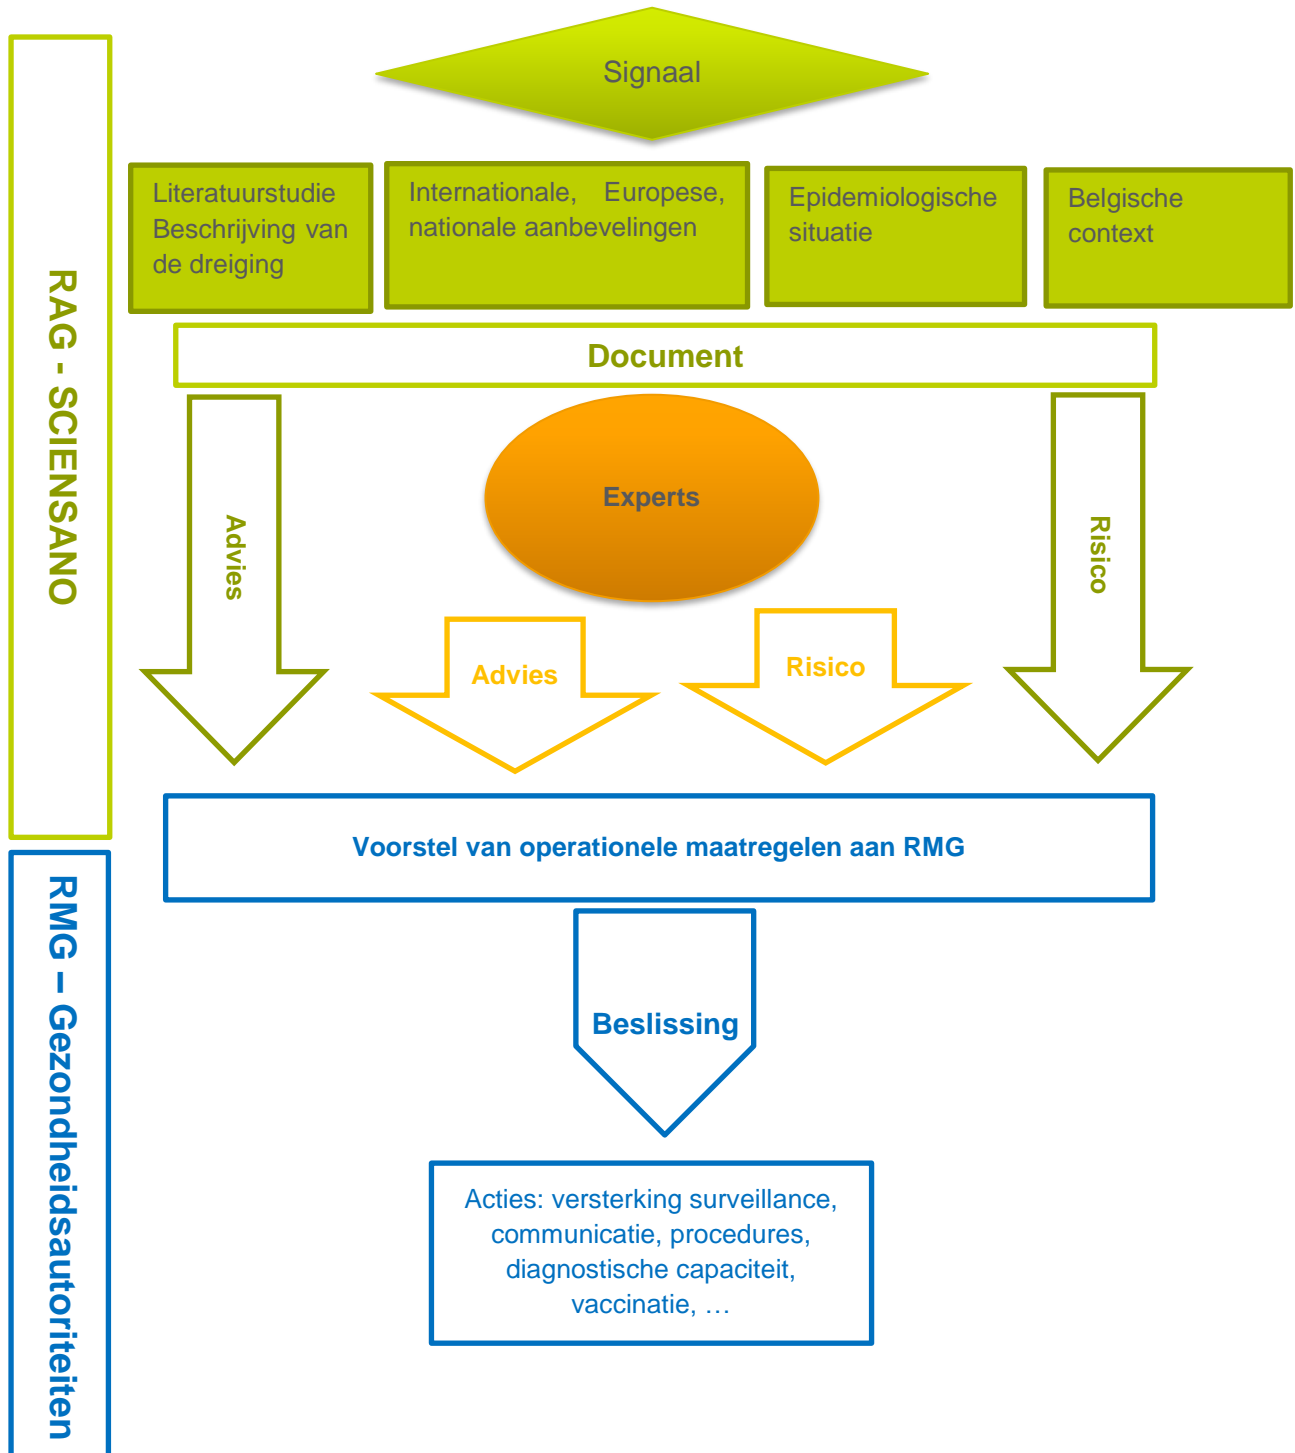 Signaal
RAG - SCIENSANO
Literatuurstudie
Beschrijving van
de dreiging
Internationale, Europese,
nationale aanbevelingen
Epidemiologische
situatie
Belgische
context
Document
Experts
Advies
Advies
Risico
Risico
Voorstel van operationele maatregelen aan RMG
RMG – Gezondheidsautoriteiten
Beslissing
Acties: versterking surveillance,
communicatie, procedures,
diagnostische capaciteit,
vaccinatie, …